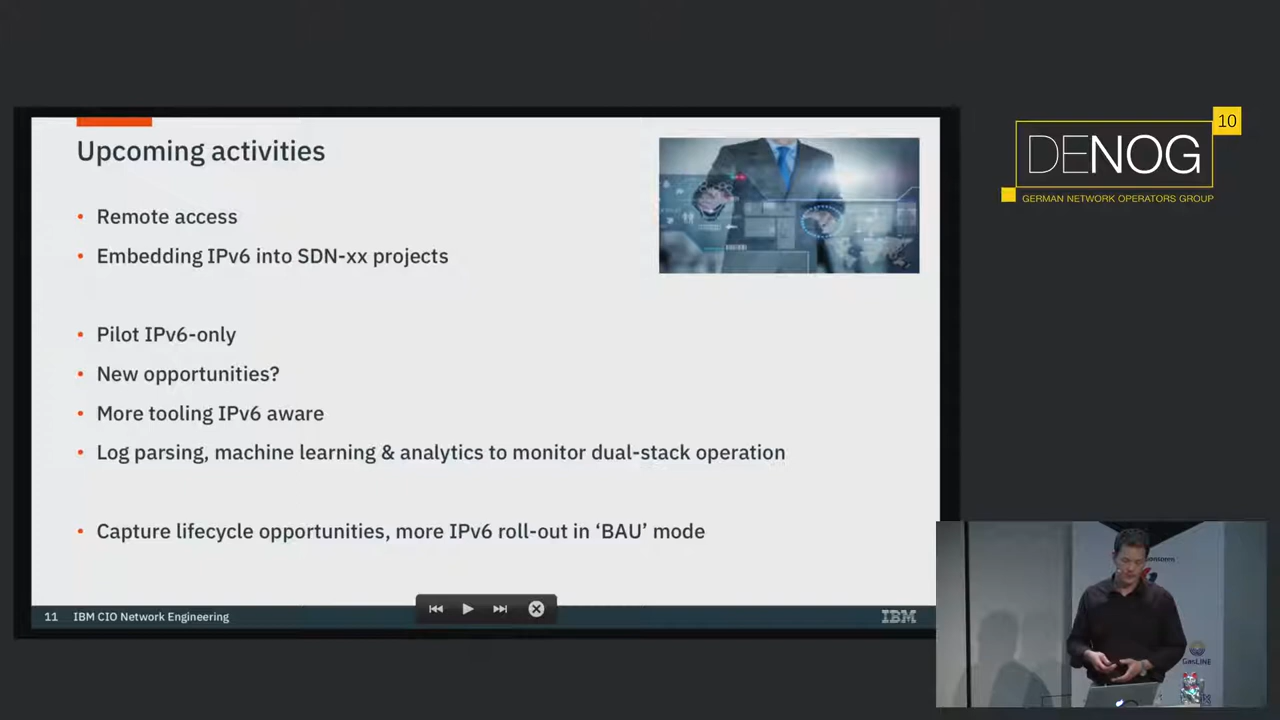 Upcoming activities
• Remote access
• Embedding IPv6 into SDN-xx projects
• Pilot IPv6-only
• New opportunities?
• More tooling IPv6 aware
• Log parsing, machine learning & analytics to monitor dual-stack operation
• Capture lifecycle opportunities, more IPv6 roll-out in ‘BAU’ mode
11 IBM CIO Network Engineering
IBM
10
DENOG
GERMAN NETWORK OPERATORS GROUP
GasLINE